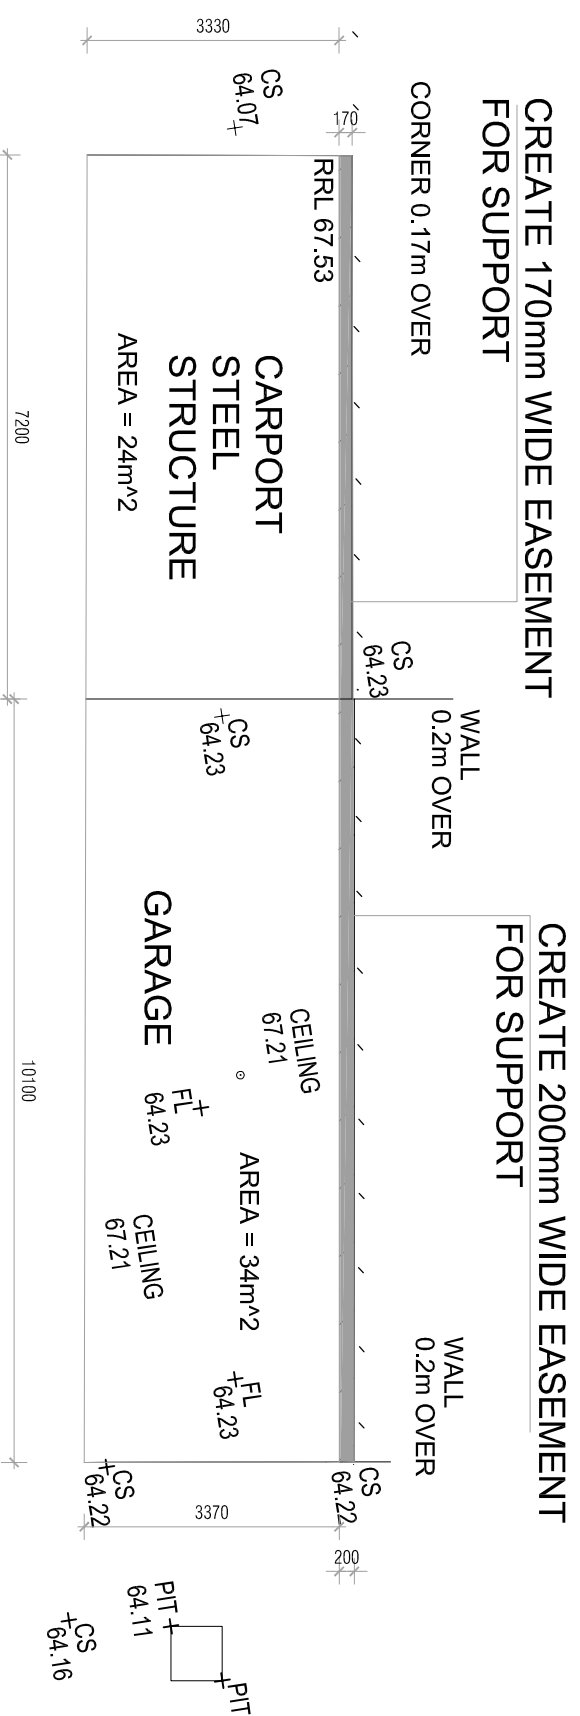 CREATE 170mm WIDE EASEMENT
FOR SUPPORT
CREATE 200mm WIDE EASEMENT
FOR SUPPORT
CORNER 0.17m OVER
WALL
0.2m OVER
WALL
0.2m OVER
3330
170
CS
64.07
RRL 67.53
CARPORT
STEEL
STRUCTURE
AREA = 24m^2
7200
CS
64.23
CS
64.23
GARAGE
CEILING
67.21
FL
64.23
AREA = 34m^2
CEILING
67.21
FL
64.23
10100
CS
64.22
CS
64.22
3370
200
PIT
64.11
PIT
CS
64.16